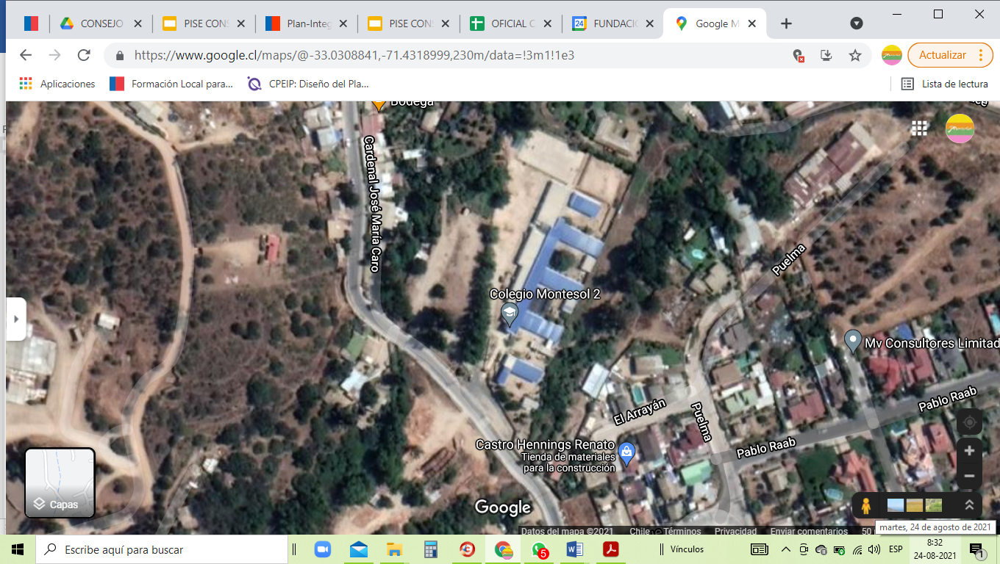 CONSEJO
PISE CONS
Plan-Integ
PISE CONS
OFICIAL C
24
FUNDACIÓ
Google M
https://www.google.cl/maps/@-33.0308841,-71.4318999,230m/data=!3m1!1e3
Actualizar
Aplicaciones
Formación Local para...
CPEIP: Diseño del Pla...
Lista de lectura
Bodega
Cardenal José María Caro
Puelma
Colegio Montesol 2
Mv Consultores Limitad
Pablo Raab
El Arrayán
Puelma
Pablo Raab
Castro Hennings Renato
Tienda de materiales
para la construcción
Capas
Google
Datos del mapa ©2021
Chile
Términos
Privacidad
Enviar comentarios
50
martes, 24 de agosto de 2021
Escribe aquí para buscar
5
Vínculos
ESP
8:32
24-08-2021
1